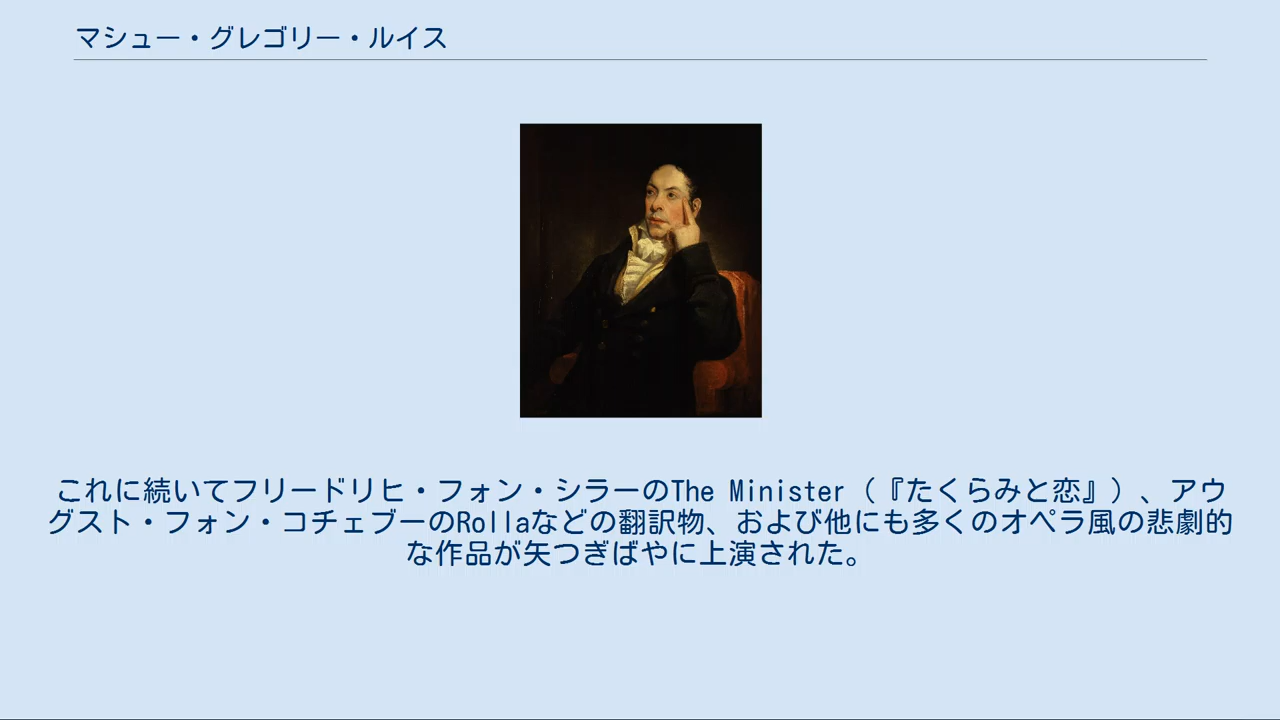 マシュー・グレゴリー・ルイス
これに続いてフリードリヒ・フォン・シラーのThe Minister（『たくらみと恋』）、アウ
グスト・フォン・コチェブーのRollaなどの翻訳物、および他にも多くのオペラ風の悲劇的
な作品が矢つぎばやに上演された。